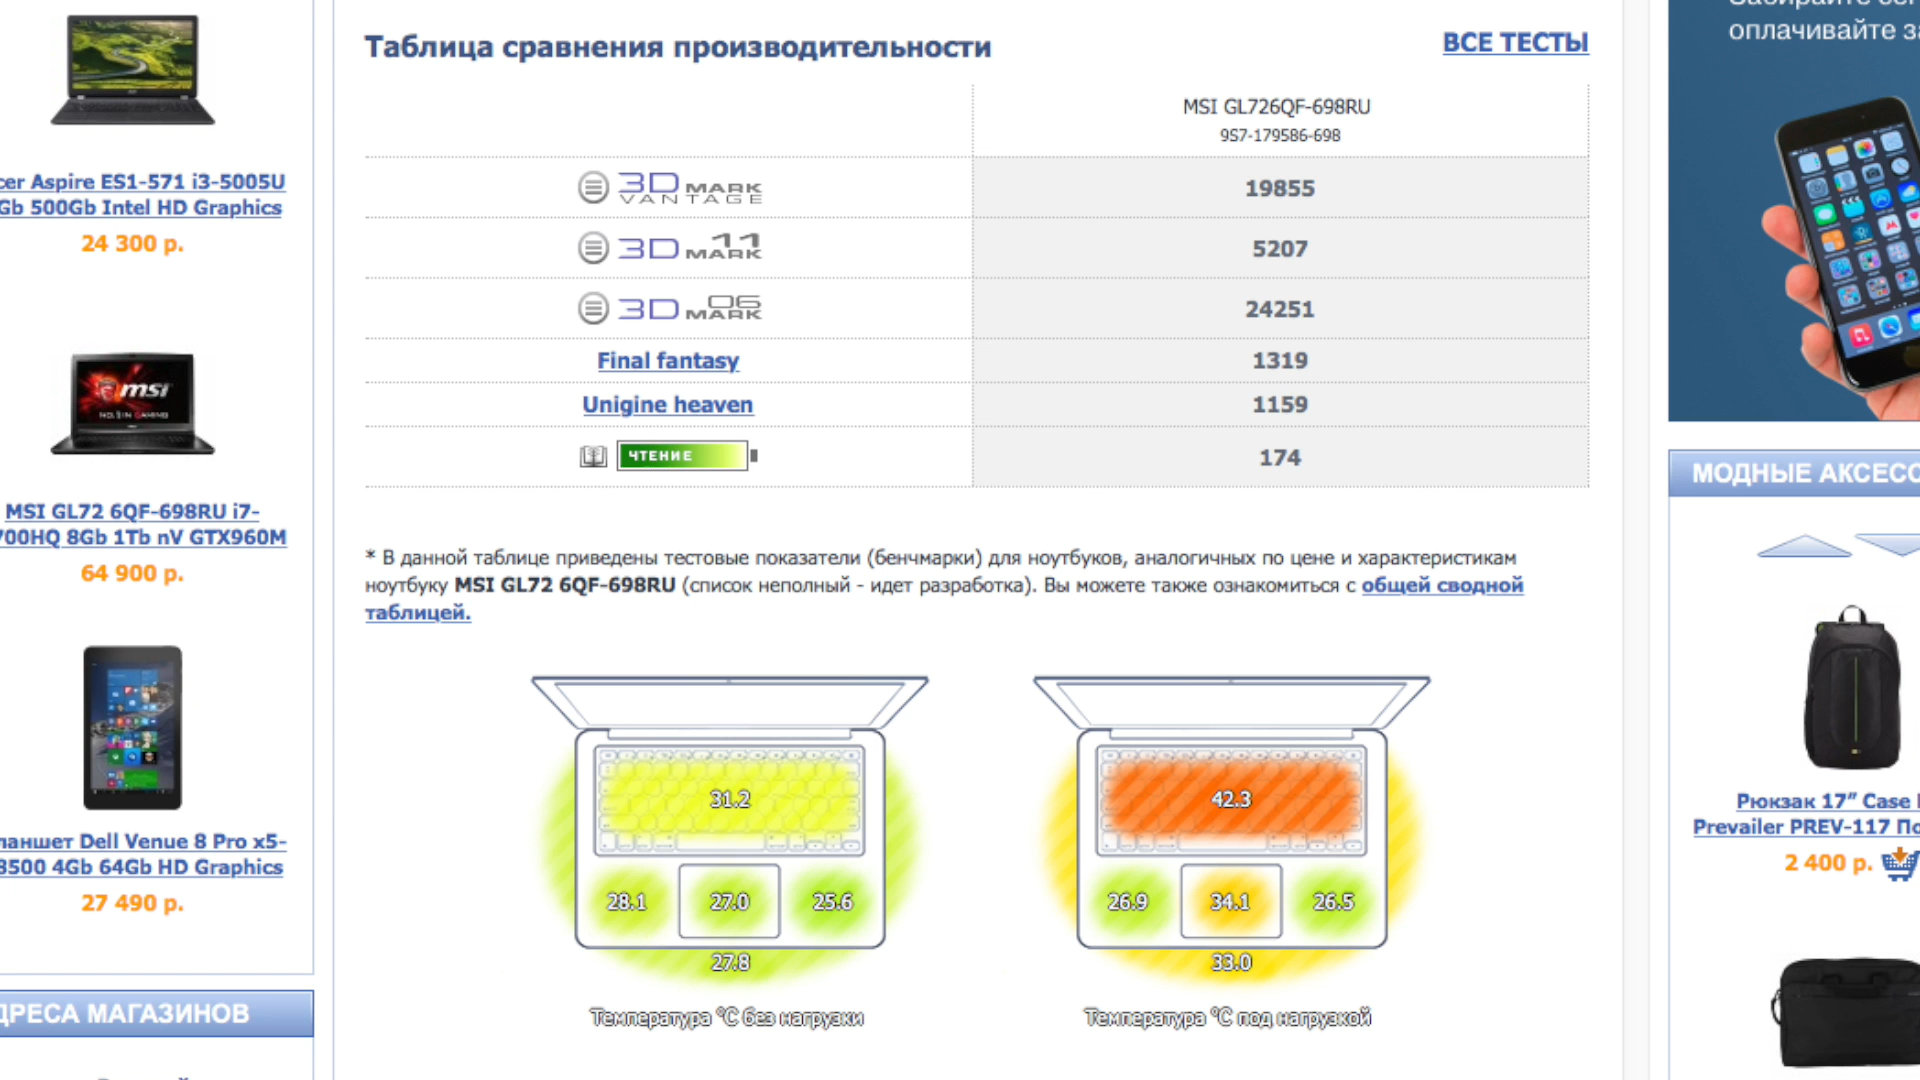 Aspire ES1-571 i3-5005U
500Gb Intel HD Graphics
24 300 р.
msi
MSI GL72 6QF-698RU i7-
700HQ 8Gb 1Tb nV GTX960M
64 900 р.
Dell Venue 8 Pro x5-
8500 4Gb 64Gb HD Graphics
27 490 р.
МАГАЗИНОВ
Таблица сравнения производительности
ВСЕ ТЕСТЫ
MSI GL726QF-698RU
9S7-179586-698
3D MARK VANTAGE 19855
3D MARK 11 5207
3D MARK 06 24251
Final fantasy 1319
Unigine heaven 1159
ЧТЕНИЕ 174
* В данной таблице приведены тестовые показатели (бенчмарки) для ноутбуков, аналогичных по цене и характеристикам
ноутбуку MSI GL72 6QF-698RU (список неполный - идет разработка). Вы можете также ознакомиться с общей сводной
таблицей.
31.2
28.1 27.0 25.6
27.8
Температура °C без нагрузки
42.3
26.9 34.1 26.5
33.0
Температура °C под нагрузкой
оплачивайте
МОДНЫЕ
Рюкзак 17” Case
Prevailer PREV-117
2 400 р.